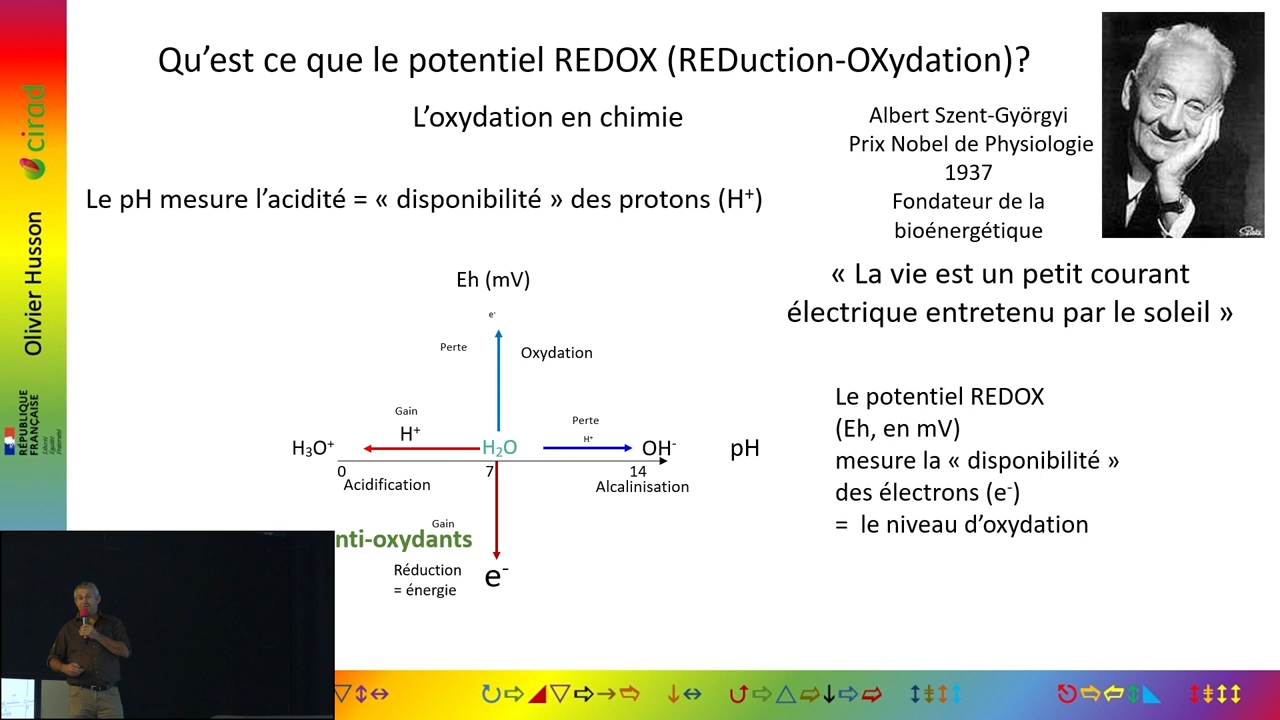 Qu’est ce que le potentiel REDOX (REDuction-OXydation)?
L’oxydation en chimie
Albert Szent-Györgyi
Prix Nobel de Physiologie
1937
Fondateur de la
bioénergétique
Le pH mesure l’acidité = « disponibilité » des protons (H⁺)
« La vie est un petit courant
électrique entretenu par le soleil »
Eh (mV)
e⁻
Perte
Oxydation
Gain
H⁺
Perte
H⁺
H₃O⁺
H₂O
OH⁻
pH
0
7
14
Acidification
Alcalinisation
Gain
nti-oxydants
Réduction
= énergie
e⁻
Le potentiel REDOX
(Eh, en mV)
mesure la « disponibilité »
des électrons (e⁻)
= le niveau d’oxydation
cirad
Olivier Husson
RÉPUBLIQUE
FRANÇAISE
Liberté
Égalité
Fraternité